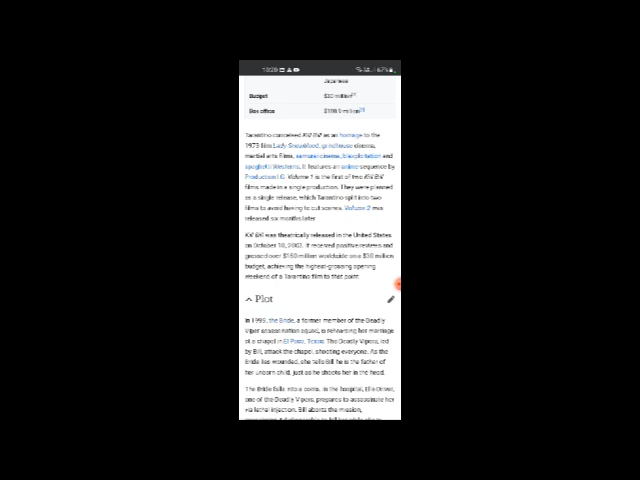 Japanese
Budget $30 million
Box office million
Tarantino conceived Kill Bill as an homage to the
1973 film Lady Snowblood, grindhouse cinema,
martial arts films, samurai cinema, blaxploitation and
spaghetti Westerns. It features an anime sequence by
Production I.G. Volume 1 is the first of two Kill Bill
films made in a single production. They were planned
as a single release, which Tarantino split into two
films to avoid having to cut scenes. Volume 2 was
released six months later.
Kill Bill was theatrically released in the United States
on October 10, 2003. It received positive reviews and
grossed over $180 million worldwide on a $30 million
budget, achieving the highest-grossing opening
weekend of a Tarantino film to that point.
Plot
In 1999, the Bride, a former member of the Deadly
Viper assassination squad, is rehearsing her marriage
at a chapel in El Paso, Texas. The Deadly Vipers, led
by Bill, attack the chapel, shooting everyone. As the
Bride lies wounded, she tells Bill he is the father of
her unborn child, just as he shoots her in the head.
The Bride falls into a coma. In the hospital, Elle Driver,
one of the Deadly Vipers, prepares to assassinate her
via lethal injection. Bill aborts the mission,